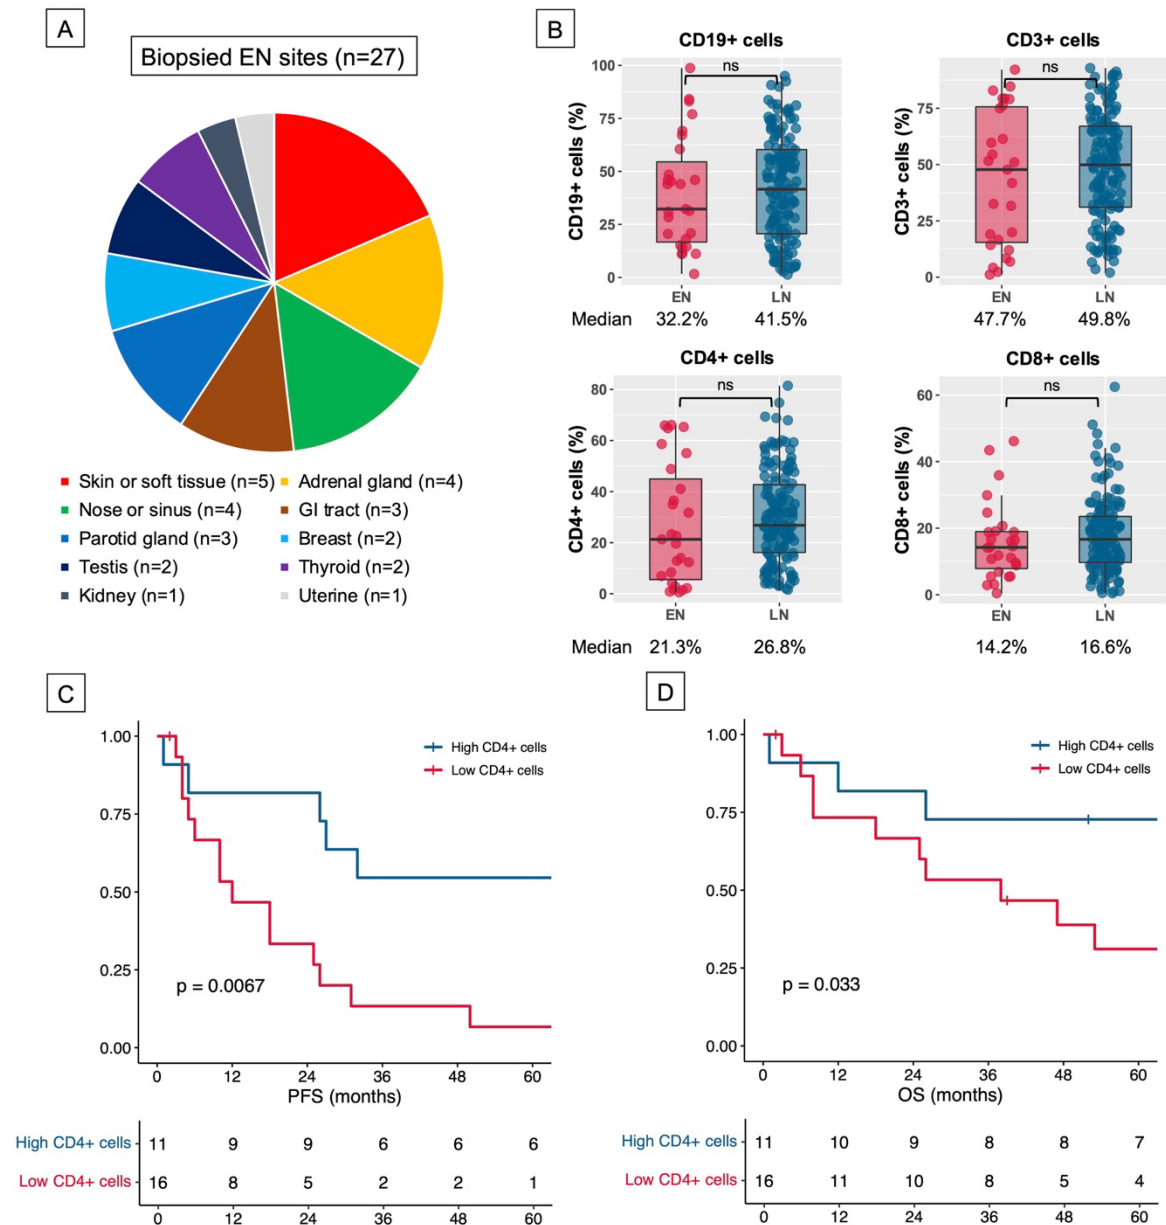 A
Biopsied EN sites (n=27)
Skin or soft tissue (n=5) Adrenal gland (n=4)
Nose or sinus (n=4) GI tract (n=3)
Parotid gland (n=3) Breast (n=2)
Testis (n=2) Thyroid (n=2)
Kidney (n=1) Uterine (n=1)
B
CD19+ cells
CD19+ cells (%)
100
75
50
25
0
ns
EN LN
Median 32.2% 41.5%
CD3+ cells
CD3+ cells (%)
75
50
25
0
ns
EN LN
47.7% 49.8%
CD4+ cells
CD4+ cells (%)
80
60
40
20
0
ns
EN LN
Median 21.3% 26.8%
CD8+ cells
CD8+ cells (%)
60
40
20
0
ns
EN LN
14.2% 16.6%
C
1.00
0.75
0.50
0.25
0.00
High CD4+ cells
Low CD4+ cells
p = 0.0067
0 12 24 36 48 60
PFS (months)
High CD4+ cells 11 9 9 6 6 6
Low CD4+ cells 16 8 5 2 2 1
0 12 24 36 48 60
D
1.00
0.75
0.50
0.25
0.00
High CD4+ cells
Low CD4+ cells
p = 0.033
0 12 24 36 48 60
OS (months)
High CD4+ cells 11 10 9 8 8 7
Low CD4+ cells 16 11 10 8 5 4
0 12 24 36 48 60